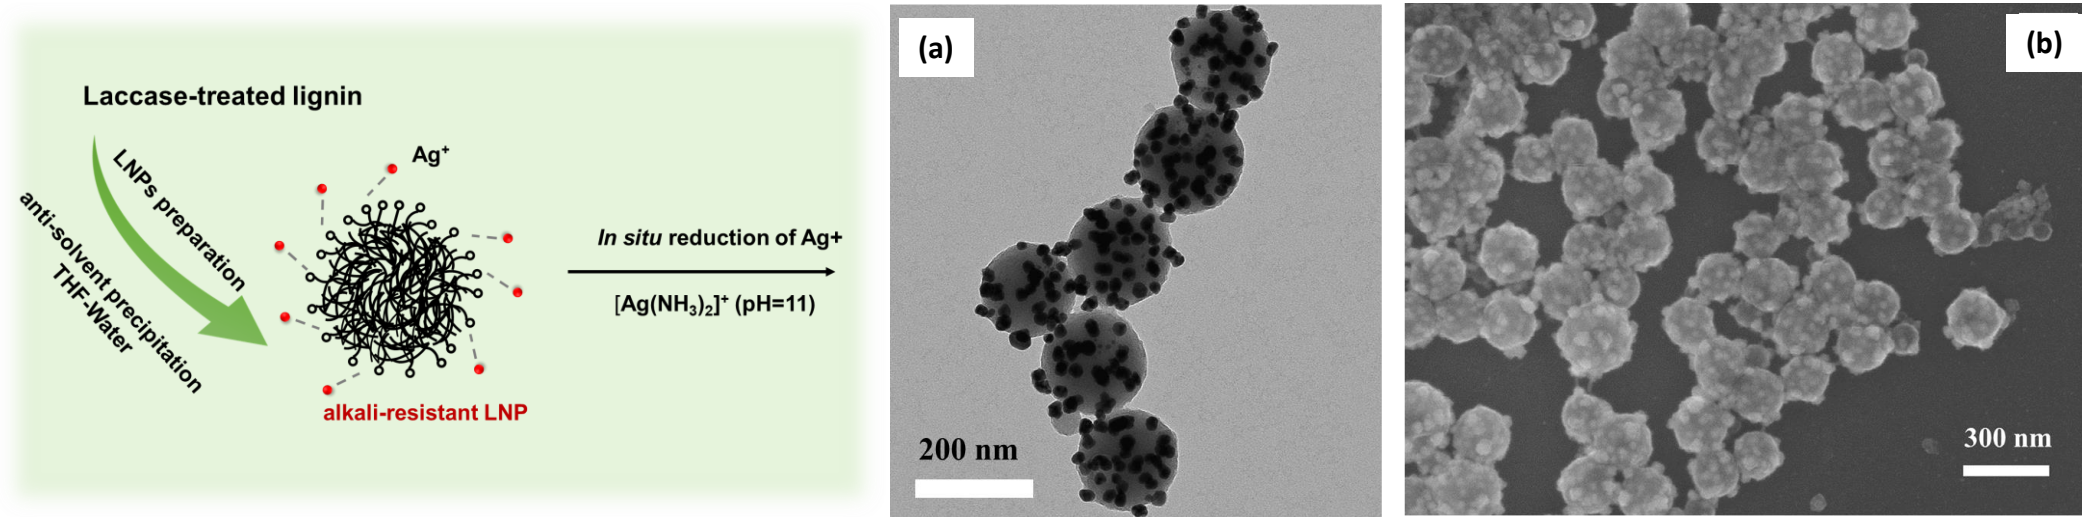 Laccase-treated lignin
LNPs preparation
anti-solvent precipitation
THF-Water
Ag⁺
alkali-resistant LNP
In situ reduction of Ag+
[Ag(NH₃)₂]⁺ (pH=11)
(a)
200 nm
(b)
300 nm